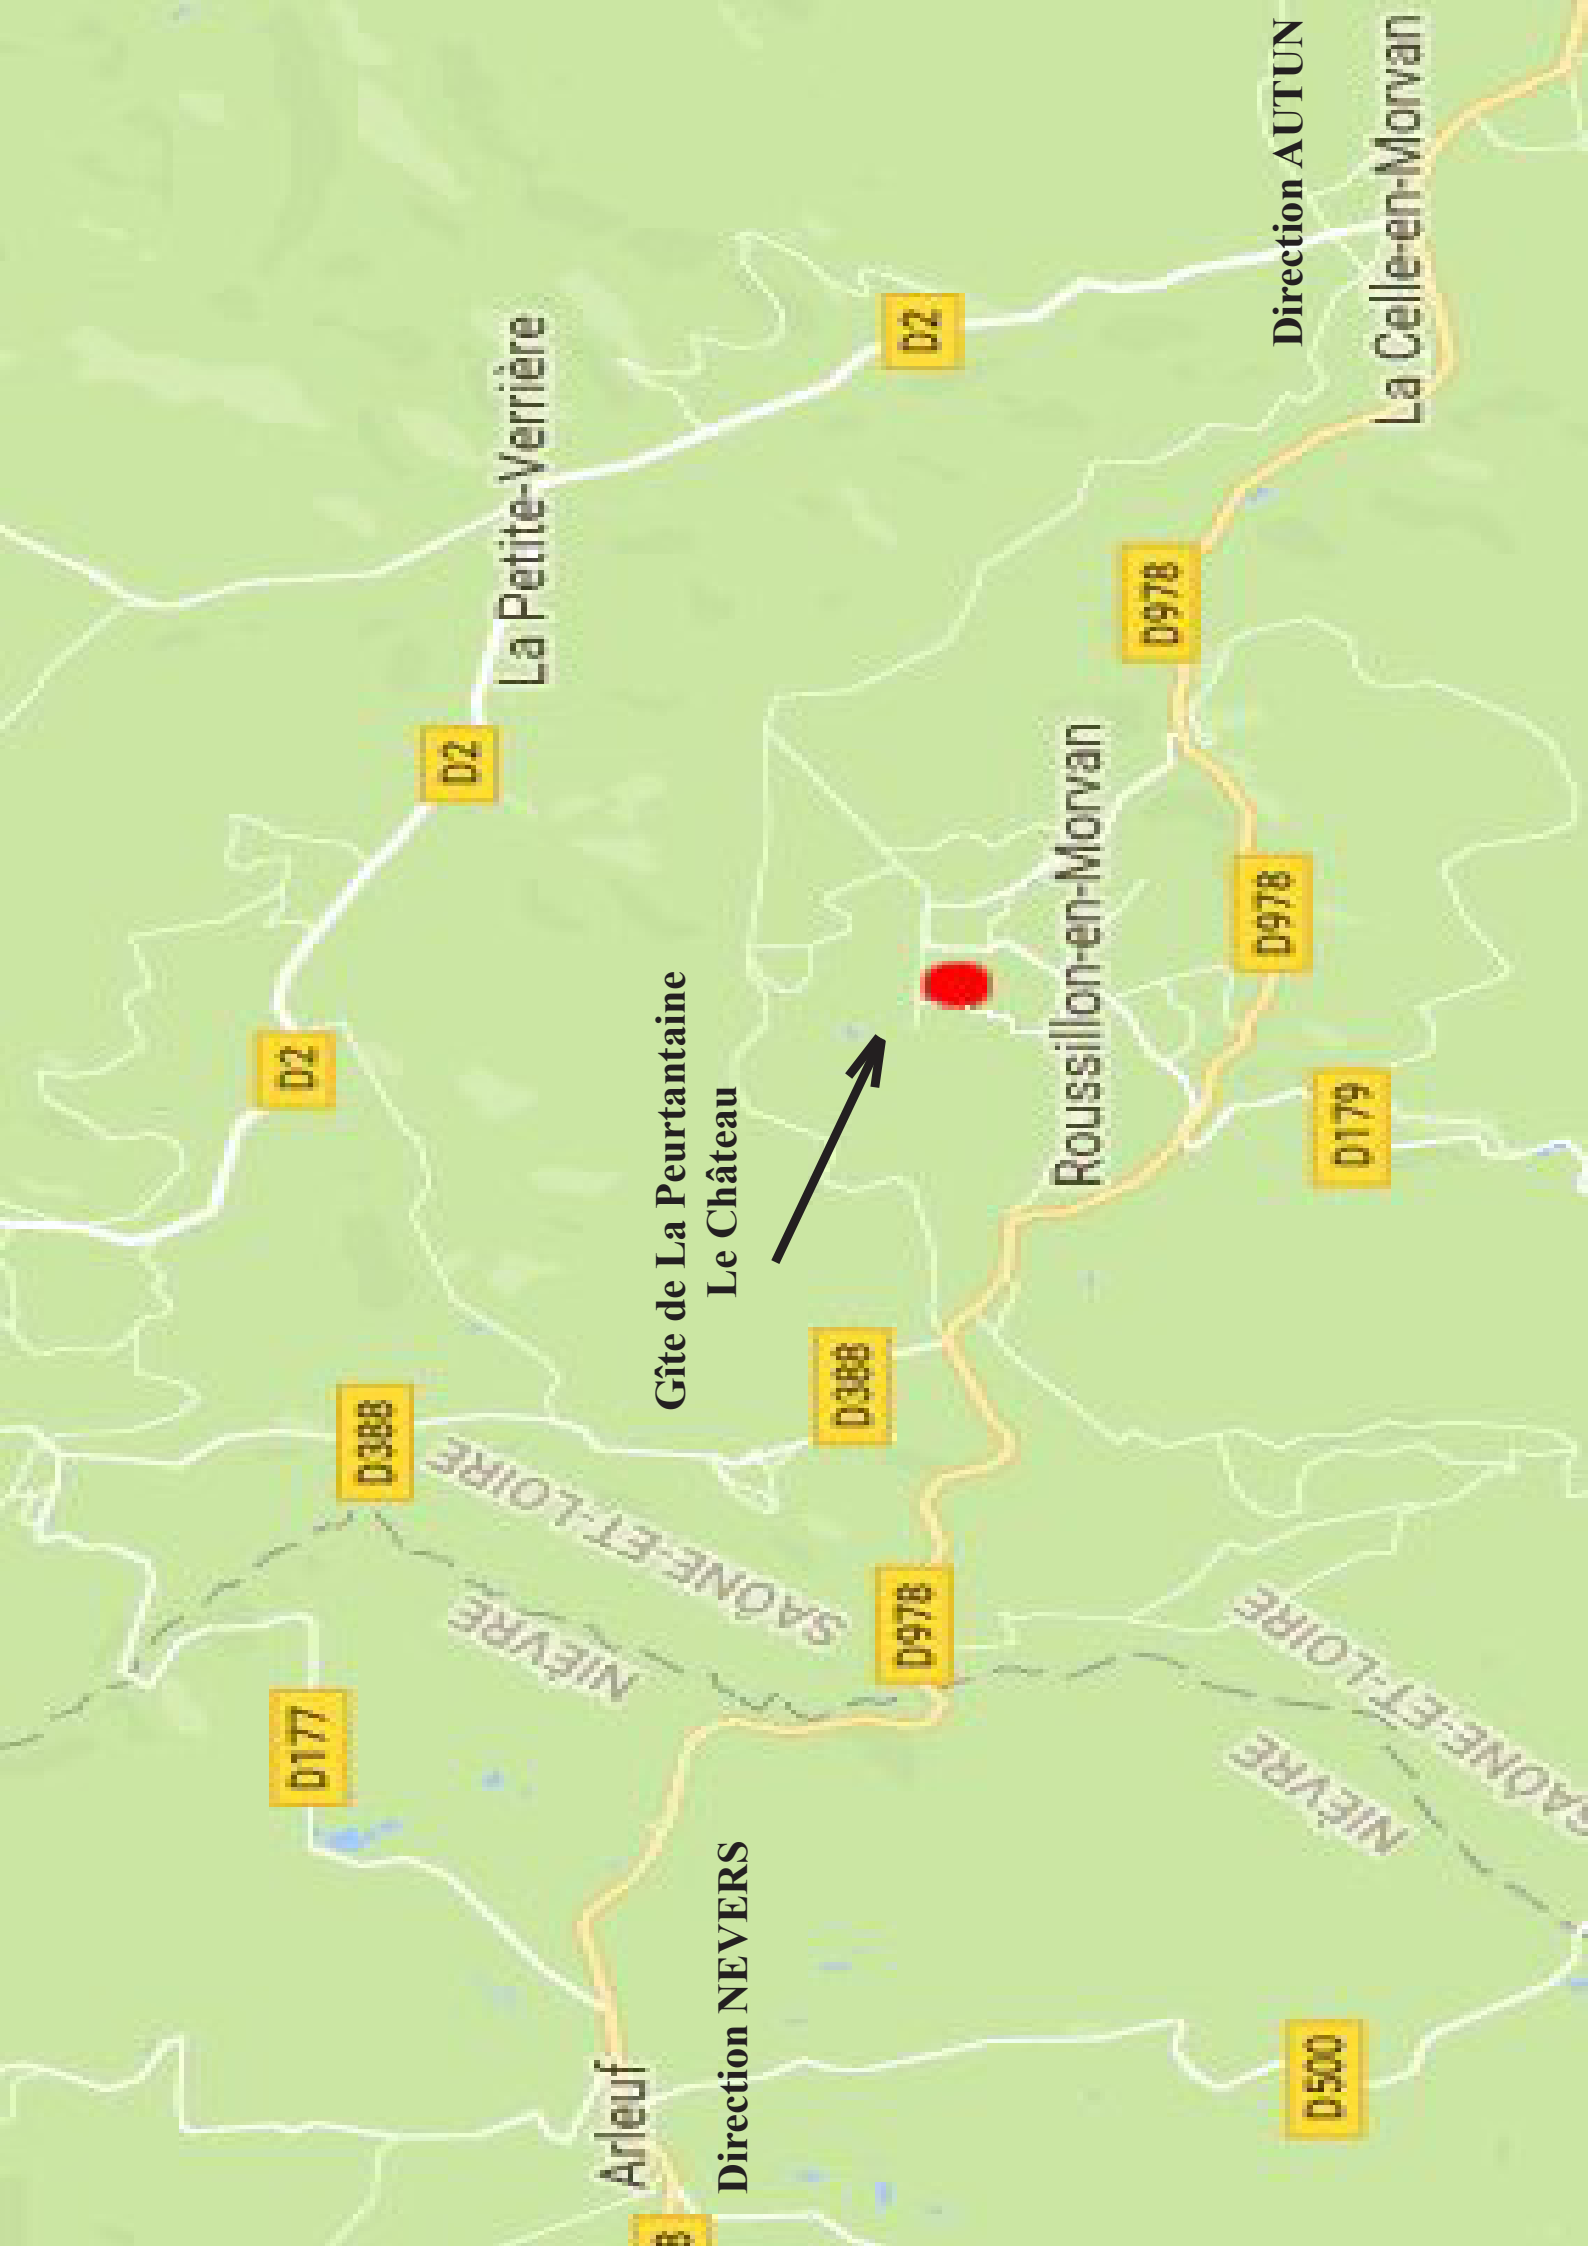 D2
D2
La Petite-Verrière
D2
D388
D177
SAÔNE-ET-LOIRE
NIÈVRE
Gîte de La Peurtantaine
Le Château
D388
D978
Roussillon-en-Morvan
D978
D978
D179
Arleuf
Direction NEVERS
Direction AUTUN
La Celle-en-Morvan
SAÔNE-ET-LOIRE
NIÈVRE
D500